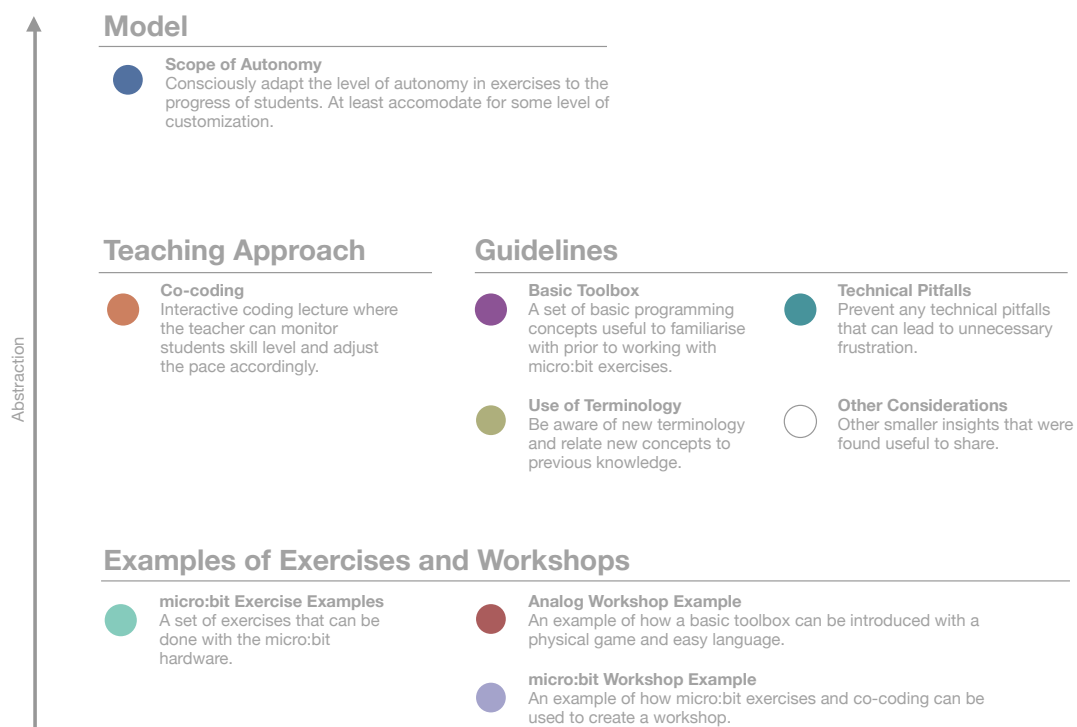 Model
Scope of Autonomy
Consciously adapt the level of autonomy in exercises to the
progress of students. At least accomodate for some level of
customization.
Abstraction
Teaching Approach
Co-coding
Interactive coding lecture where
the teacher can monitor
students skill level and adjust
the pace accordingly.
Guidelines
Basic Toolbox
A set of basic programming
concepts useful to familiarise
with prior to working with
micro:bit exercises.
Technical Pitfalls
Prevent any technical pitfalls
that can lead to unnecessary
frustration.
Use of Terminology
Be aware of new terminology
and relate new concepts to
previous knowledge.
Other Considerations
Other smaller insights that were
found useful to share.
Examples of Exercises and Workshops
micro:bit Exercise Examples
A set of exercises that can be
done with the micro:bit
hardware.
Analog Workshop Example
An example of how a basic toolbox can be introduced with a
physical game and easy language.
micro:bit Workshop Example
An example of how micro:bit exercises and co-coding can be
used to create a workshop.